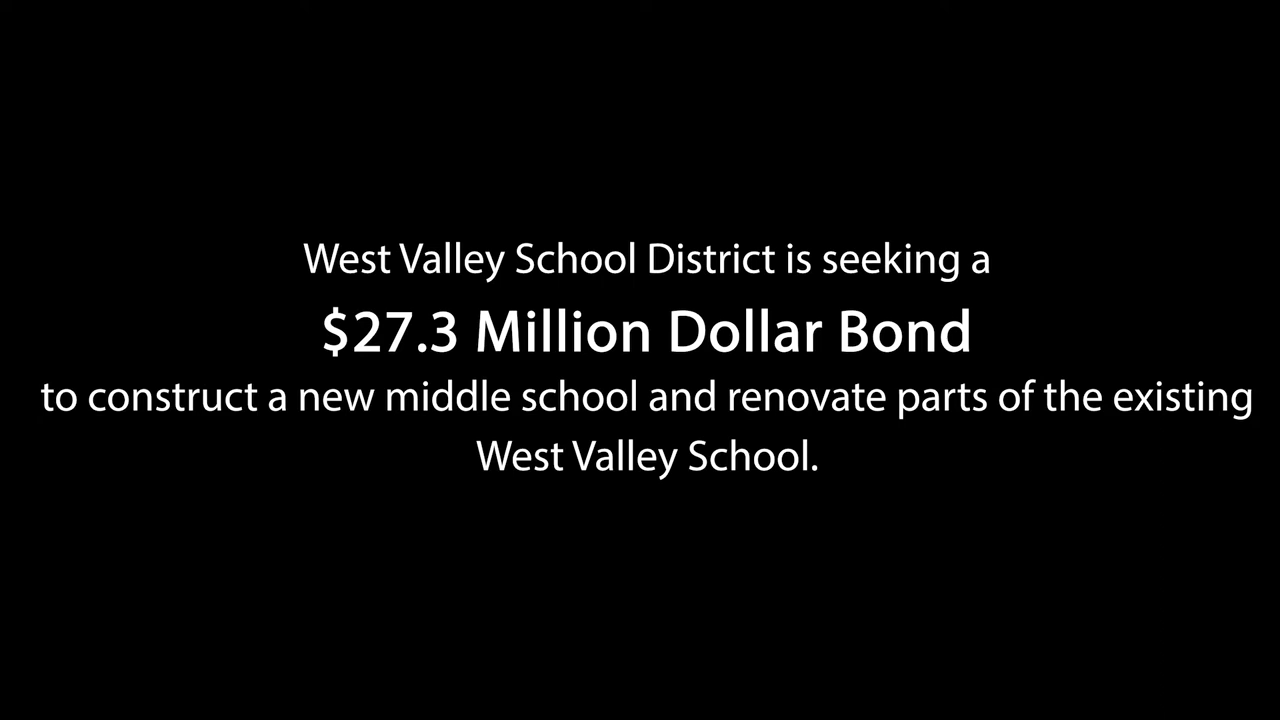 West Valley School District is seeking a
$27.3 Million Dollar Bond
to construct a new middle school and renovate parts of the existing
West Valley School.